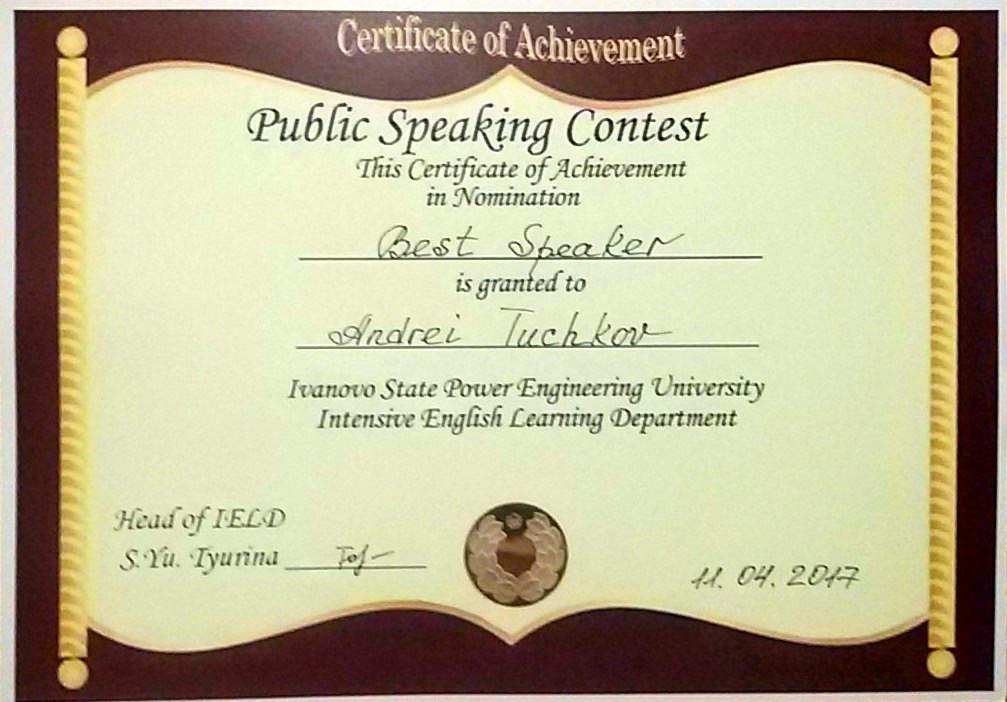 Certificate of Achievement
Public Speaking Contest
This Certificate of Achievement
in Nomination
Best Speaker
is granted to
Andrei Tuchkov
Ivanovo State Power Engineering University
Intensive English Learning Department
Head of IELD
S.Yu. Tyurina
11.04.2017